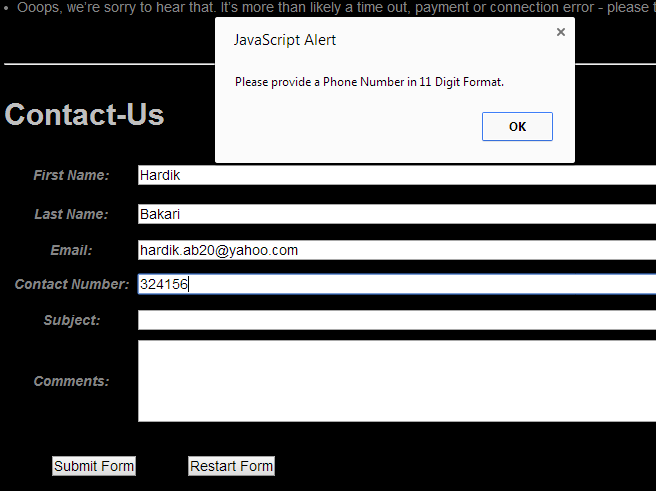 Ooops, we're sorry to hear that. It's more than likely a time out, payment or connection error - please t
JavaScript Alert
Please provide a Phone Number in 11 Digit Format.
OK
Contact-Us
First Name: Hardik
Last Name: Bakari
Email: hardik.ab20@yahoo.com
Contact Number: 324156
Subject:
Comments:
Submit Form Restart Form